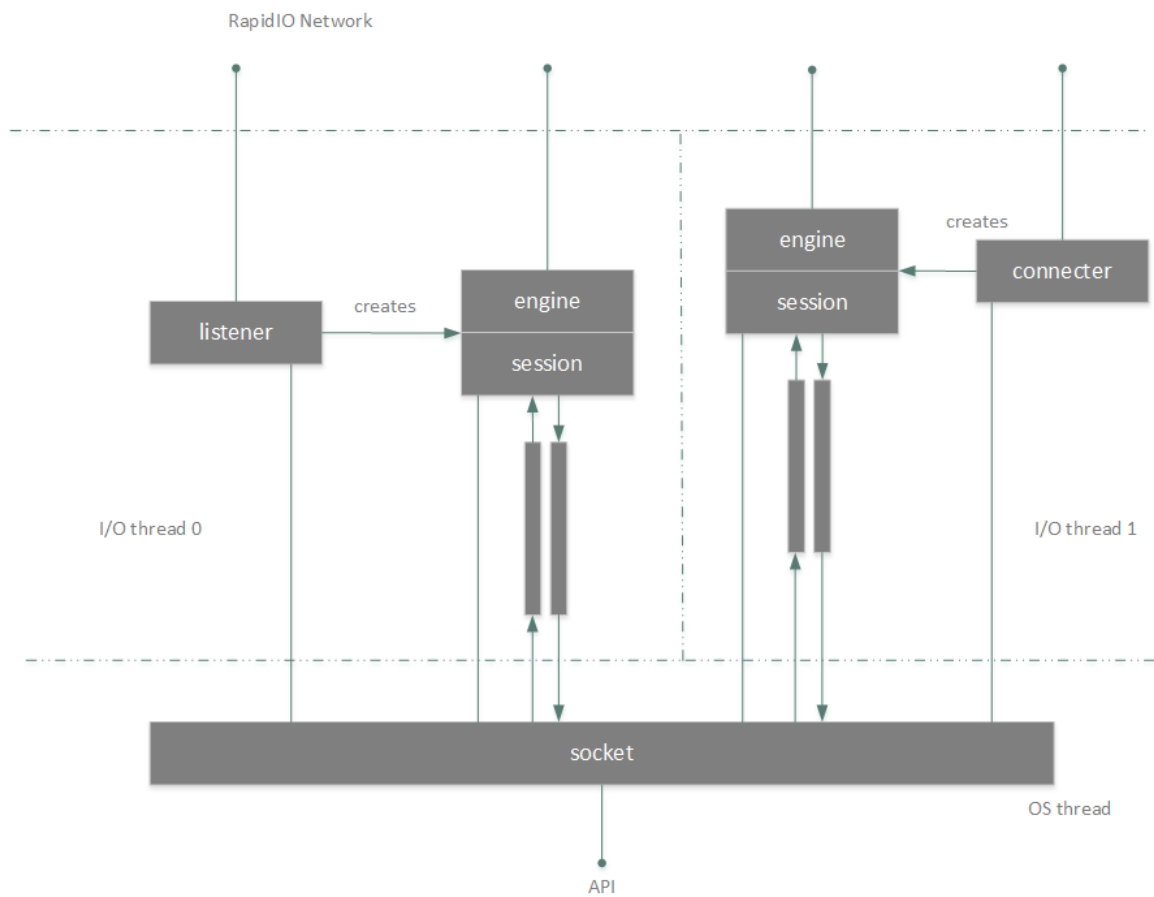 RapidIO Network
creates
engine
connecter
session
engine
creates
listener
session
I/O thread 0
I/O thread 1
socket
OS thread
API